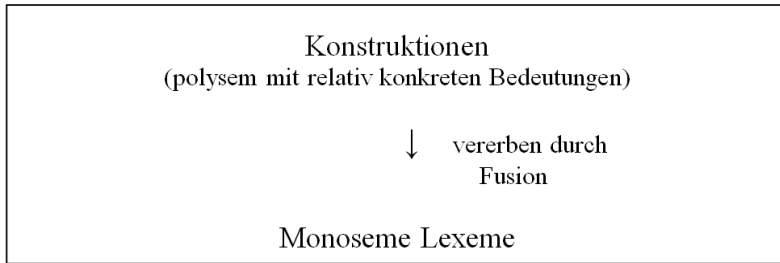 Konstruktionen
(polysem mit relativ konkreten Bedeutungen)
↓ vererben durch
Fusion
Monoseme Lexeme